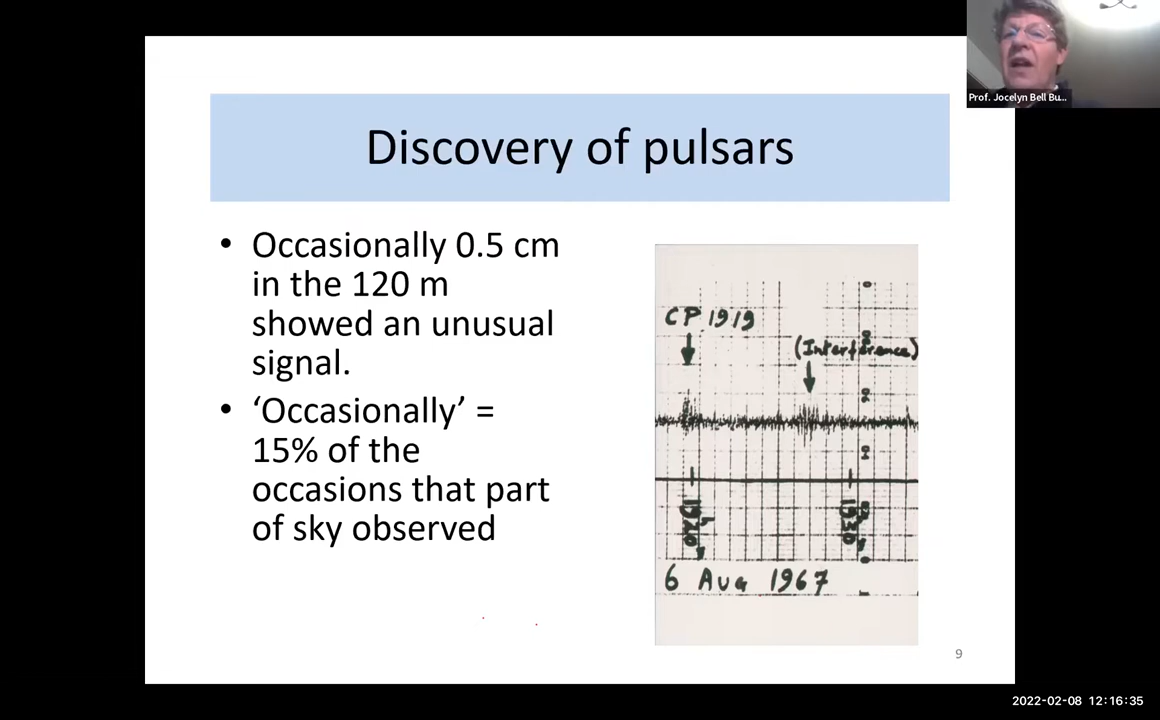 Prof. Jocelyn Bell Bu...
Discovery of pulsars
• Occasionally 0.5 cm
in the 120 m
showed an unusual
signal.
• ‘Occasionally’ =
15% of the
occasions that part
of sky observed
CP 1919
(Interference)
1920
1930
6 Aug 1967
9
2022-02-08 12:16:35